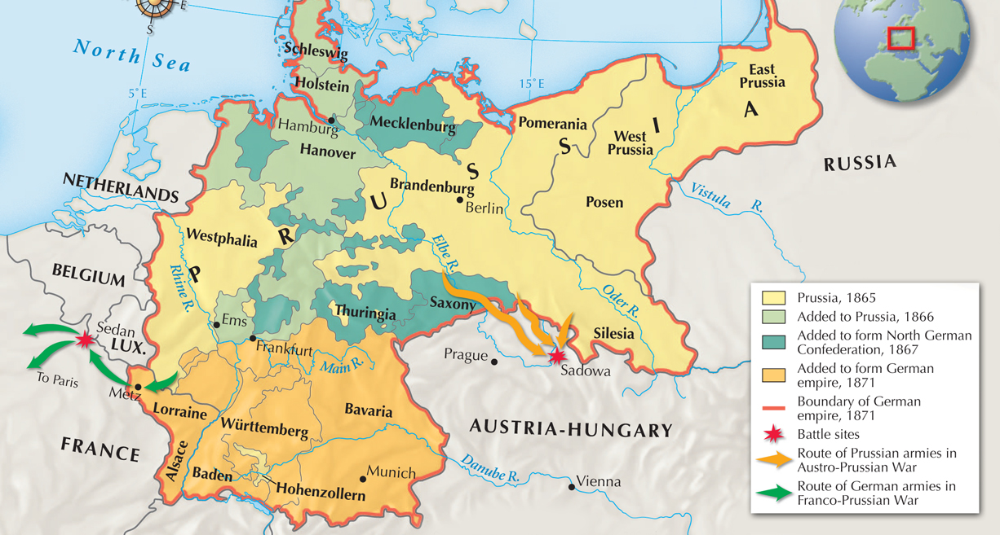 E
S
North Sea
5°E
15°E
Schleswig
Holstein
Hamburg
Hanover
Mecklenburg
Pomerania
West
Prussia
East
Prussia
P R U S S I A
RUSSIA
NETHERLANDS
Brandenburg
Berlin
Posen
Vistula R.
Westphalia
Elbe R.
Oder R.
BELGIUM
Rhine R.
Ems
Thuringia
Saxony
Silesia
Sedan
LUX.
Frankfurt
Main R.
Prague
Sadowa
To Paris
Metz
Lorraine
Württemberg
Bavaria
AUSTRIA-HUNGARY
FRANCE
Alsace
Baden
Hohenzollern
Munich
Danube R.
Vienna
Prussia, 1865
Added to Prussia, 1866
Added to form North German
Confederation, 1867
Added to form German
empire, 1871
Boundary of German
empire, 1871
Battle sites
Route of Prussian armies in
Austro-Prussian War
Route of German armies in
Franco-Prussian War